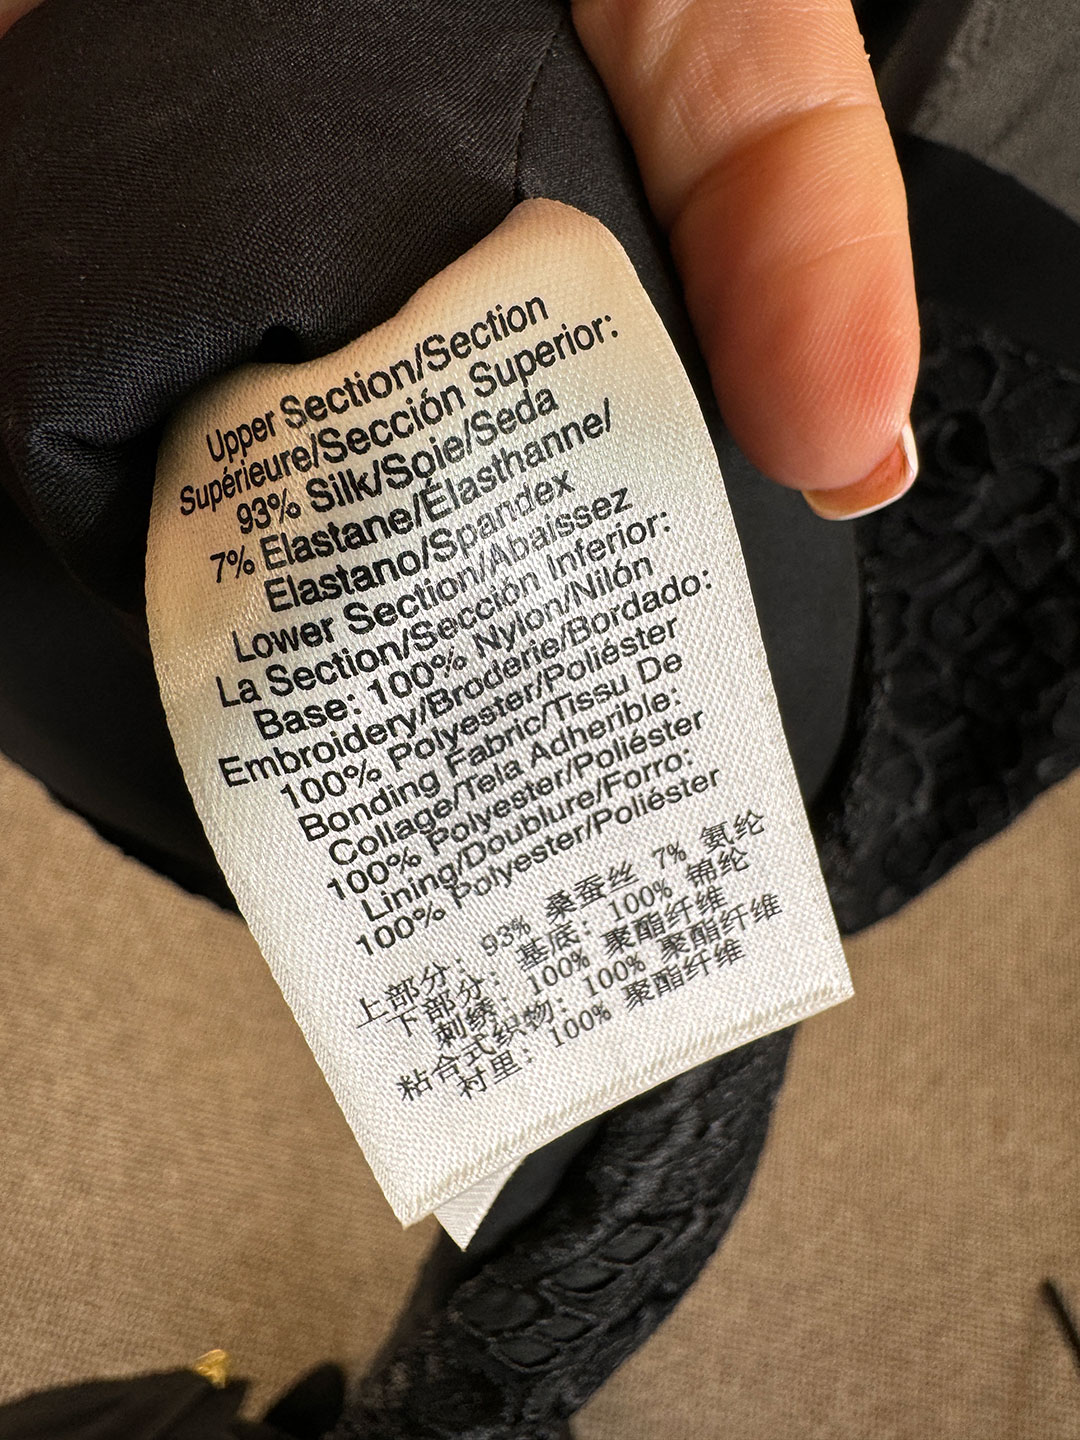 Upper Section/Section
Supérieure/Sección Superior:
93% Silk/Soie/Seda
7% Elastane/Élasthanne/
Elastano/Spandex
Lower Section/Abaissez
La Section/Sección Inferior:
Base: 100% Nylon/Nilón
Embroidery/Broderie/Bordado:
100% Polyester/Poliéster
Bonding Fabric/Tissu De
Collage/Tela Adherible:
100% Polyester/Poliéster
Lining/Doublure/Forro:
100% Polyester/Poliéster
上部分: 93% 桑蚕丝 7% 氨纶
下部分: 基底: 100% 锦纶
刺绣: 100% 聚酯纤维
粘合式织物: 100% 聚酯纤维
衬里: 100% 聚酯纤维